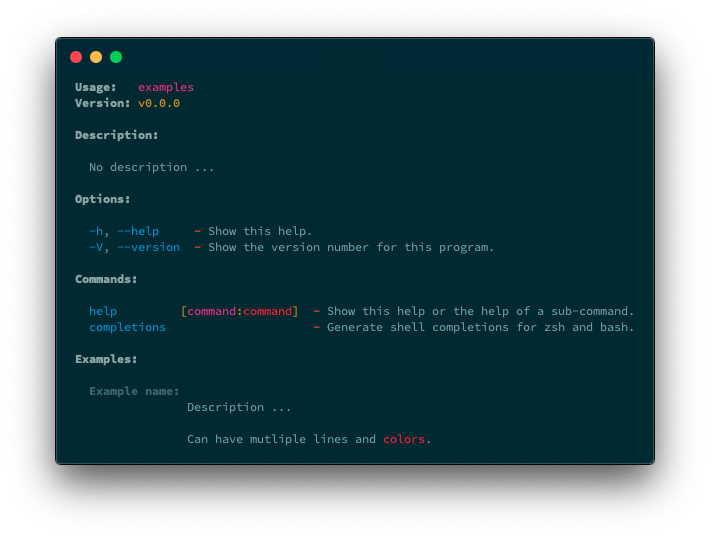 Usage: examples
Version: v0.0.0
Description:
No description ...
Options:
-h, --help - Show this help.
-V, --version - Show the version number for this program.
Commands:
help [command:command] - Show this help or the help of a sub-command.
completions - Generate shell completions for zsh and bash.
Examples:
Example name:
Description ...
Can have mutliple lines and colors.